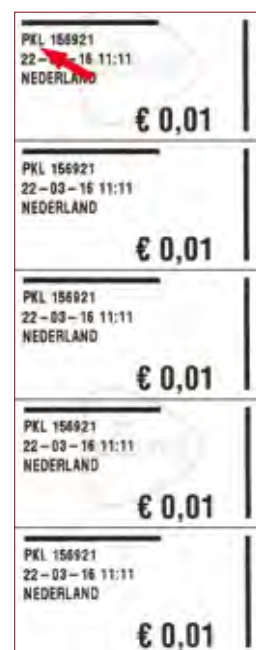 PKL 156921
22-03-16 11:11
NEDERLAND
€ 0,01
PKL 156921
22-03-16 11:11
NEDERLAND
€ 0,01
PKL 156921
22-03-16 11:11
NEDERLAND
€ 0,01
PKL 156921
22-03-16 11:11
NEDERLAND
€ 0,01
PKL 156921
22-03-16 11:11
NEDERLAND
€ 0,01